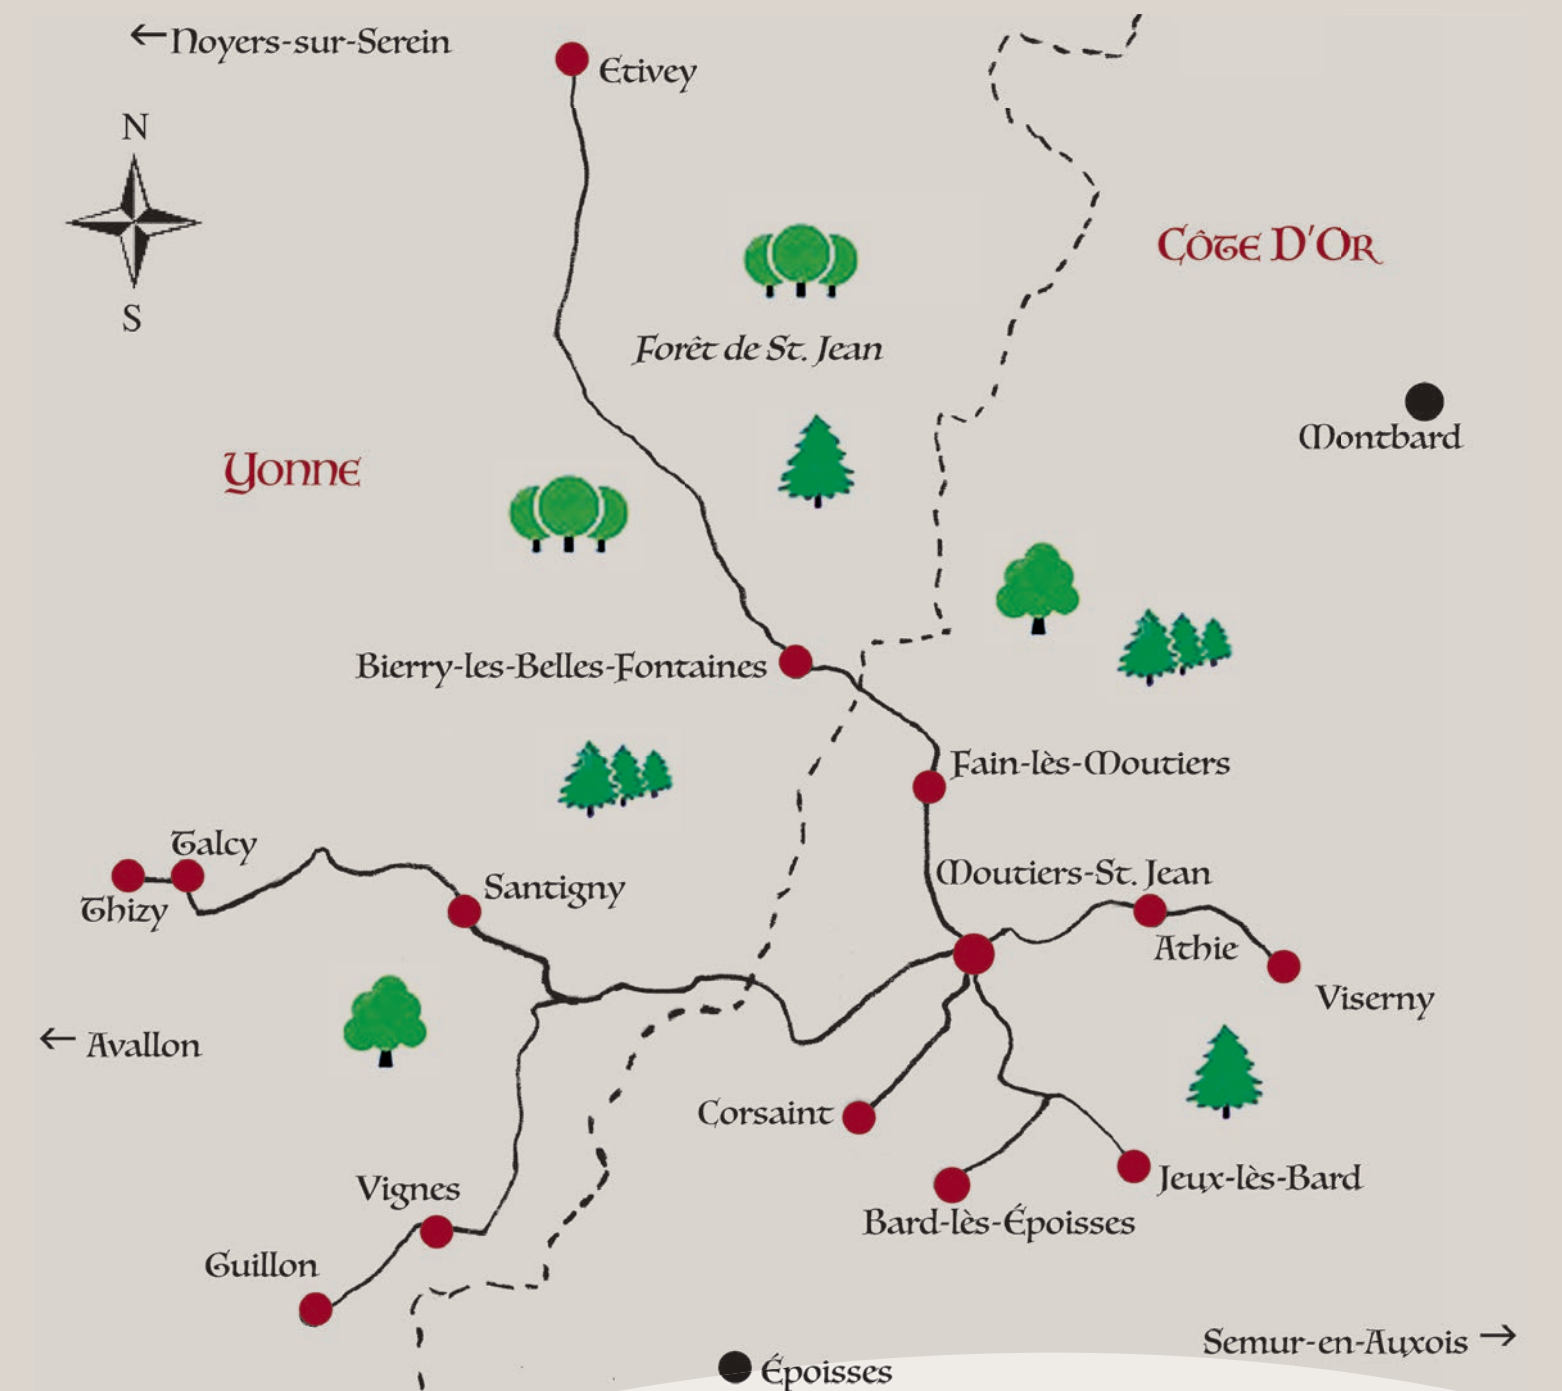 ←Noyers-sur-Serein
Etivey
N
S
Côte D'Or
Forêt de St. Jean
Montbard
Yonne
Bierry-les-Belles-Fontaines
Fain-lès-Moutiers
Talcy
Thizy
Santigny
Moutiers-St. Jean
Athie
Viserny
← Avallon
Corsaint
Vignes
Jeux-lès-Bard
Bard-lès-Époisses
Guillon
Semur-en-Auxois →
Époisses